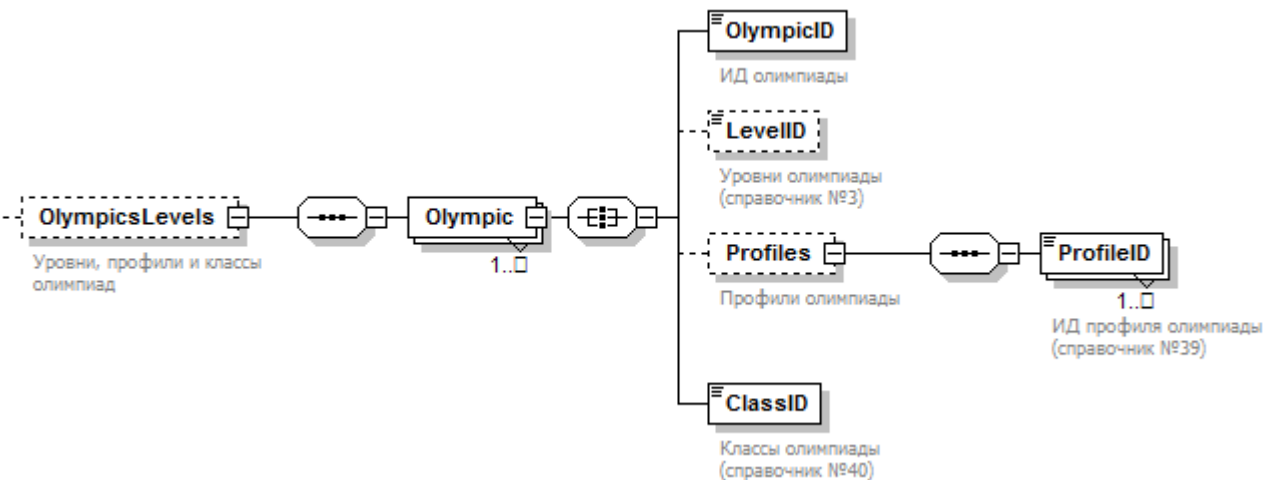 OlympicID
ИД олимпиады
LevelID
Уровни олимпиады
(справочник №3)
OlympicsLevels
Уровни, профили и классы
олимпиад
Olympic
1..□
Profiles
Профили олимпиады
ProfileID
1..□
ИД профиля олимпиады
(справочник №39)
ClassID
Классы олимпиады
(справочник №40)